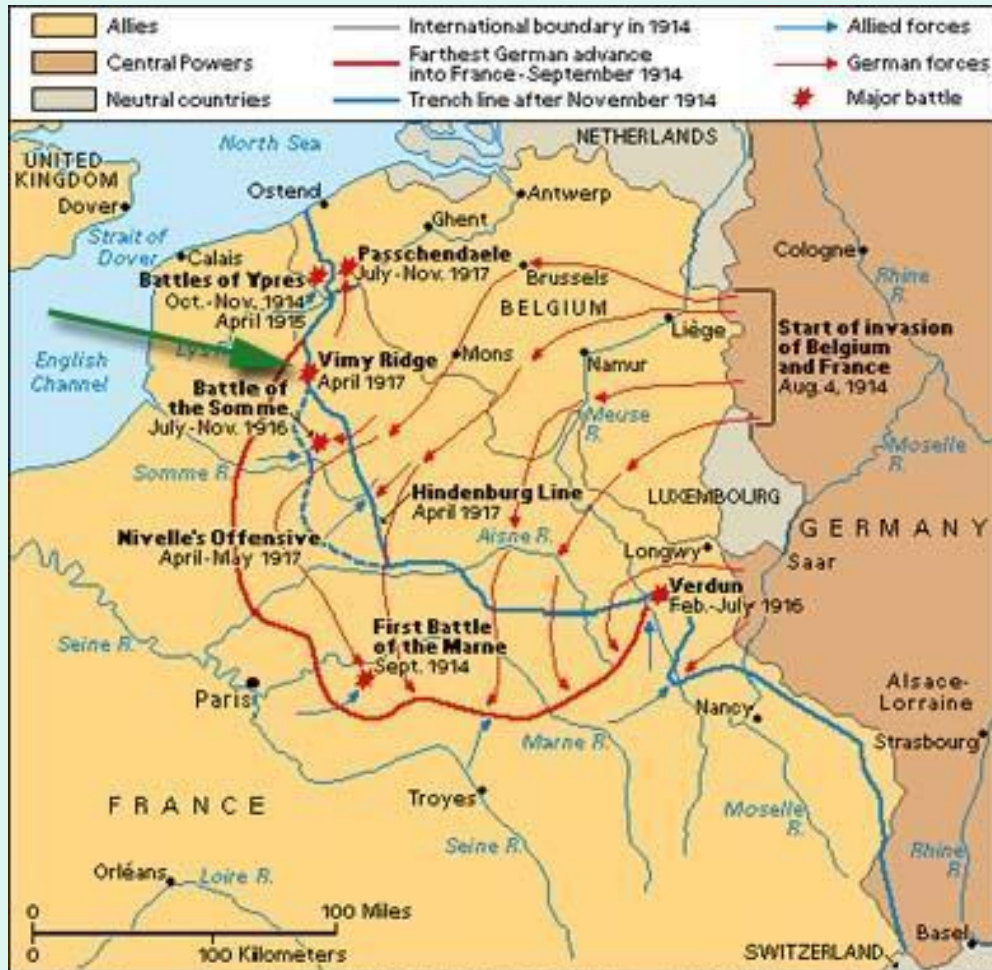 Allies
Central Powers
Neutral countries
International boundary in 1914
Farthest German advance
into France - September 1914
Trench line after November 1914
Allied forces
German forces
Major battle
NETHERLANDS
North Sea
UNITED
KINGDOM
Dover
Ostend
Antwerp
Ghent
Strait of
Dover
Calais
Passchendaele
July - Nov. 1917
Cologne
Battles of Ypres
Oct. - Nov. 1914
April 1915
Brussels
Rhine
R.
BELGIUM
Liège
Start of invasion
of Belgium
and France
Aug. 4, 1914
Lys
English
Channel
Vimy Ridge
April 1917
Mons
Namur
Battle of
the Somme
July - Nov. 1916
Meuse
R.
Moselle
R.
Somme R.
LUXEMBOURG
Hindenburg Line
April 1917
GERMANY
Nivelle's Offensive
April - May 1917
Aisne R.
Longwy
Saar
Verdun
Feb. - July 1916
Seine R.
First Battle
of the Marne
Sept. 1914
Paris
Nancy
Alsace-
Lorraine
Strasbourg
Marne R.
Troyes
FRANCE
Moselle
R.
Seine R.
Rhine
R.
Orléans
Loire R.
0 100 Miles
0 100 Kilometers
Basel
SWITZERLAND